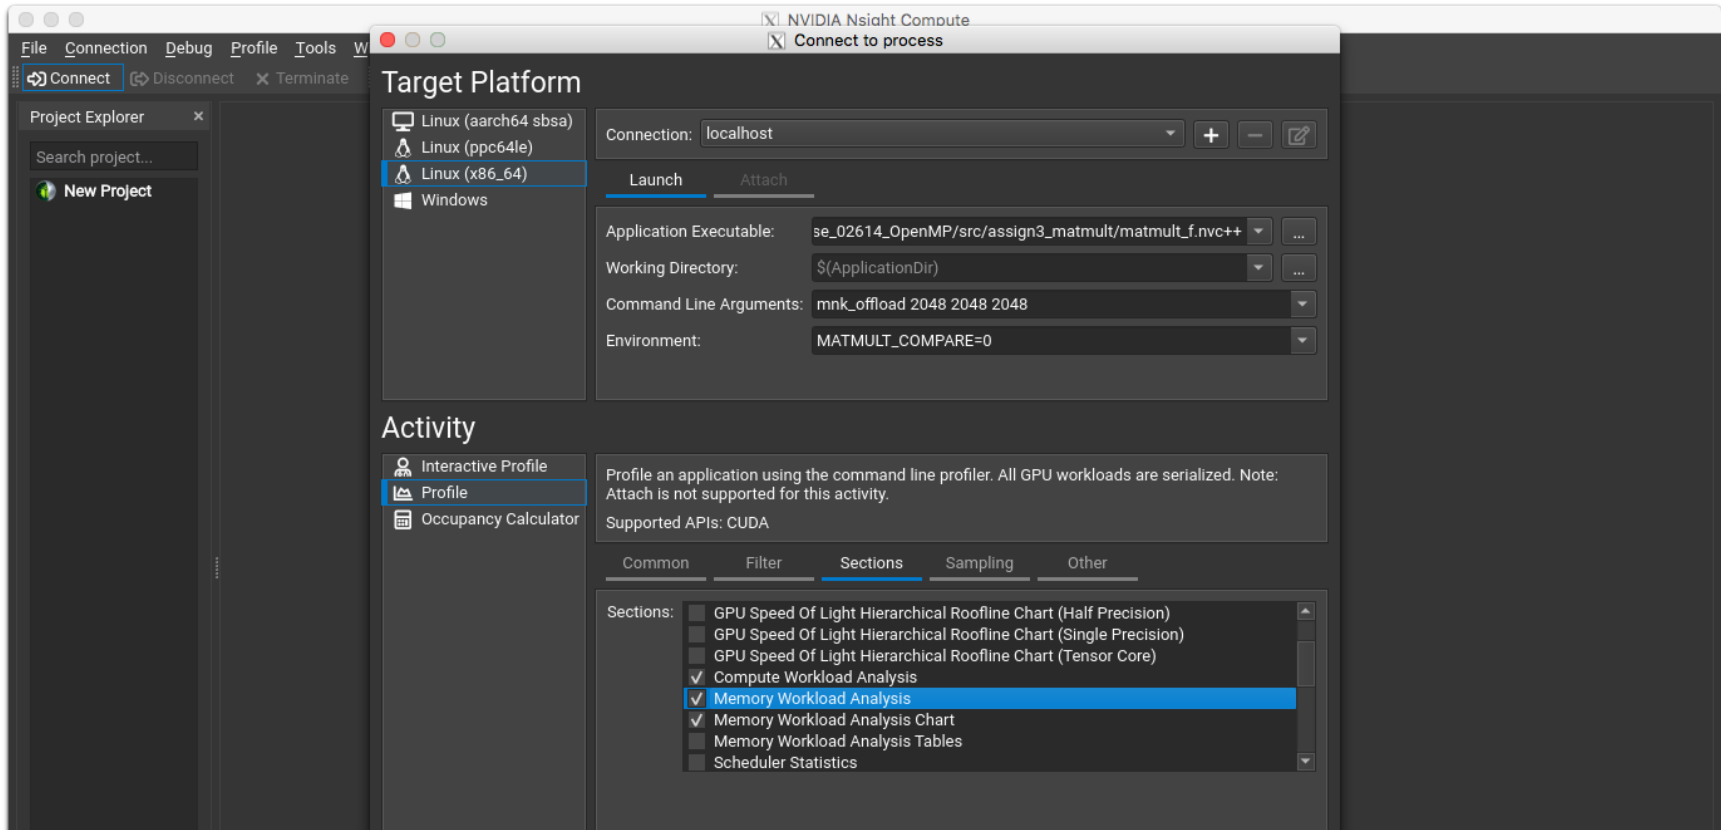 NVIDIA Nsight Compute
Connect to process
File Connection Debug Profile Tools W
Connect Disconnect Terminate
Project Explorer
Search project...
New Project
Target Platform
Linux (aarch64 sbsa)
Linux (ppc64le)
Linux (x86_64)
Windows
Connection: localhost
Launch Attach
Application Executable: se_02614_OpenMP/src/assign3_matmult/matmult_f.nvc++ ...
Working Directory: $(ApplicationDir) ...
Command Line Arguments: mnk_offload 2048 2048 2048
Environment: MATMULT_COMPARE=0
Activity
Interactive Profile
Profile
Occupancy Calculator
Profile an application using the command line profiler. All GPU workloads are serialized. Note:
Attach is not supported for this activity.
Supported APIs: CUDA
Common Filter Sections Sampling Other
Sections:
GPU Speed Of Light Hierarchical Roofline Chart (Half Precision)
GPU Speed Of Light Hierarchical Roofline Chart (Single Precision)
GPU Speed Of Light Hierarchical Roofline Chart (Tensor Core)
Compute Workload Analysis
Memory Workload Analysis
Memory Workload Analysis Chart
Memory Workload Analysis Tables
Scheduler Statistics